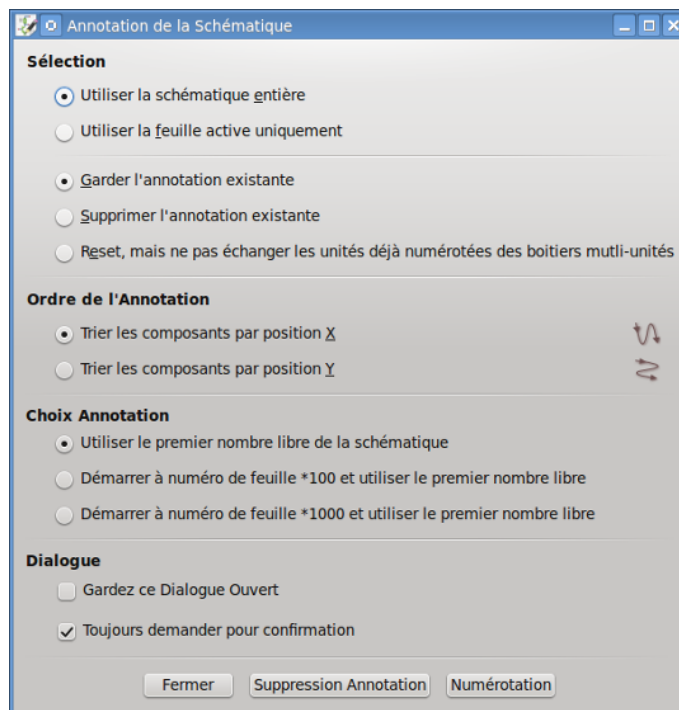 Annotation de la Schématique
Sélection
Utiliser la schématique entière
Utiliser la feuille active uniquement
Garder l'annotation existante
Supprimer l'annotation existante
Reset, mais ne pas échanger les unités déjà numérotées des boitiers mutli-unités
Ordre de l'Annotation
Trier les composants par position X
Trier les composants par position Y
Choix Annotation
Utiliser le premier nombre libre de la schématique
Démarrer à numéro de feuille *100 et utiliser le premier nombre libre
Démarrer à numéro de feuille *1000 et utiliser le premier nombre libre
Dialogue
Gardez ce Dialogue Ouvert
Toujours demander pour confirmation
Fermer Suppression Annotation Numérotation